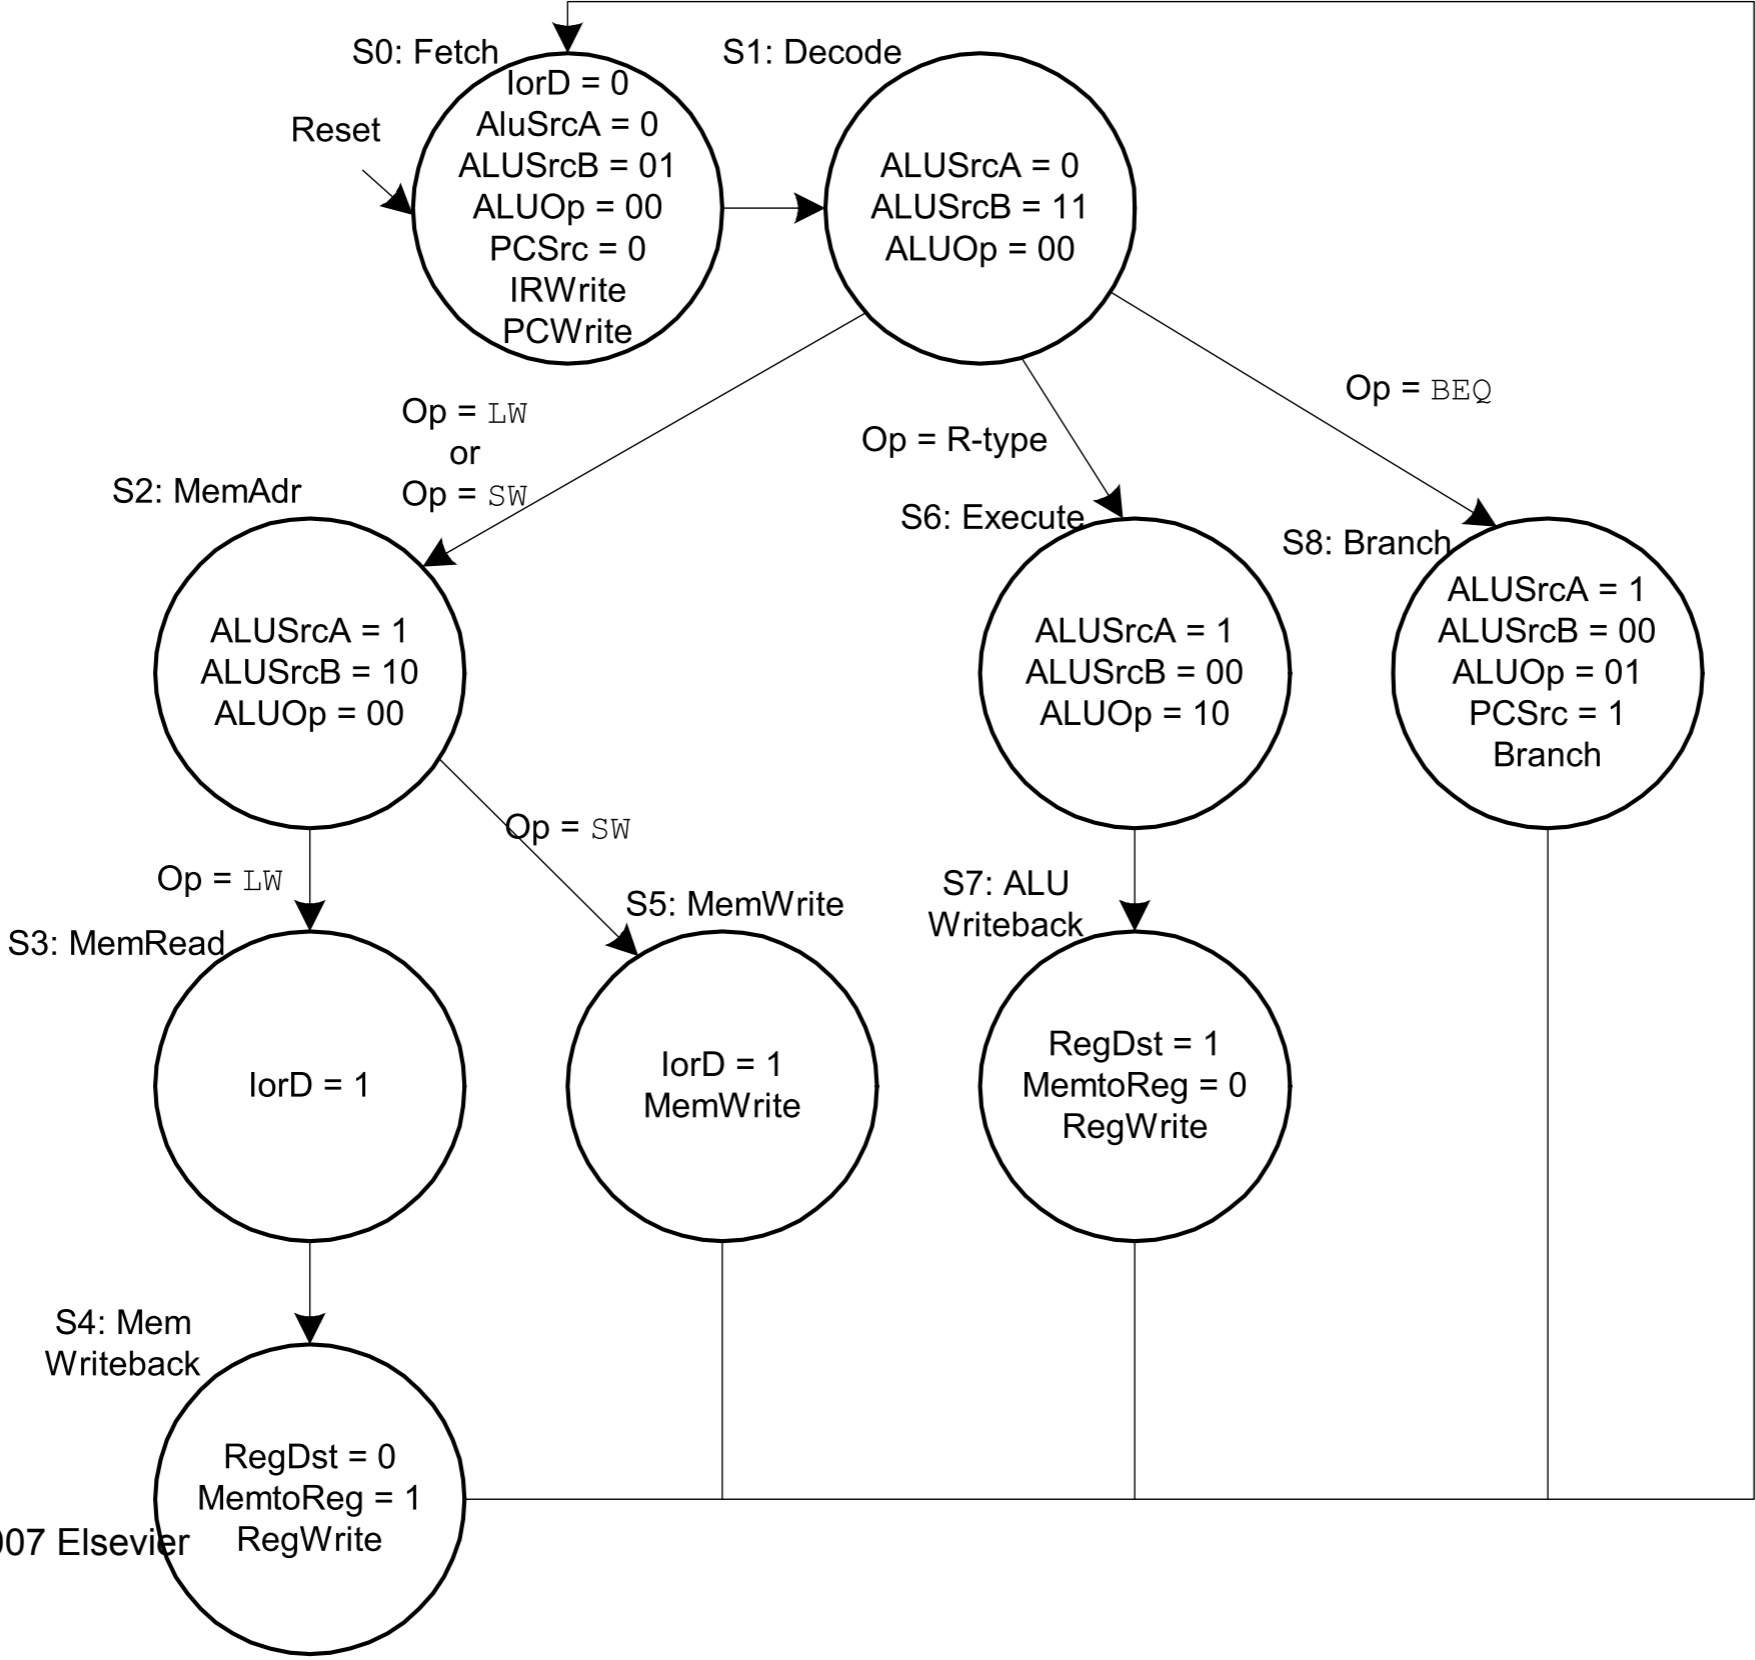 S0: Fetch
S1: Decode
IorD = 0
AluSrcA = 0
ALUSrcB = 01
ALUOp = 00
PCSrc = 0
IRWrite
PCWrite
Reset
ALUSrcA = 0
ALUSrcB = 11
ALUOp = 00
Op = LW
or
Op = SW
Op = R-type
Op = BEQ
S2: MemAdr
S6: Execute
S8: Branch
ALUSrcA = 1
ALUSrcB = 10
ALUOp = 00
ALUSrcA = 1
ALUSrcB = 00
ALUOp = 10
ALUSrcA = 1
ALUSrcB = 00
ALUOp = 01
PCSrc = 1
Branch
Op = LW
Op = SW
S3: MemRead
S5: MemWrite
S7: ALU
Writeback
IorD = 1
IorD = 1
MemWrite
RegDst = 1
MemtoReg = 0
RegWrite
S4: Mem
Writeback
RegDst = 0
MemtoReg = 1
RegWrite
007 Elsevier